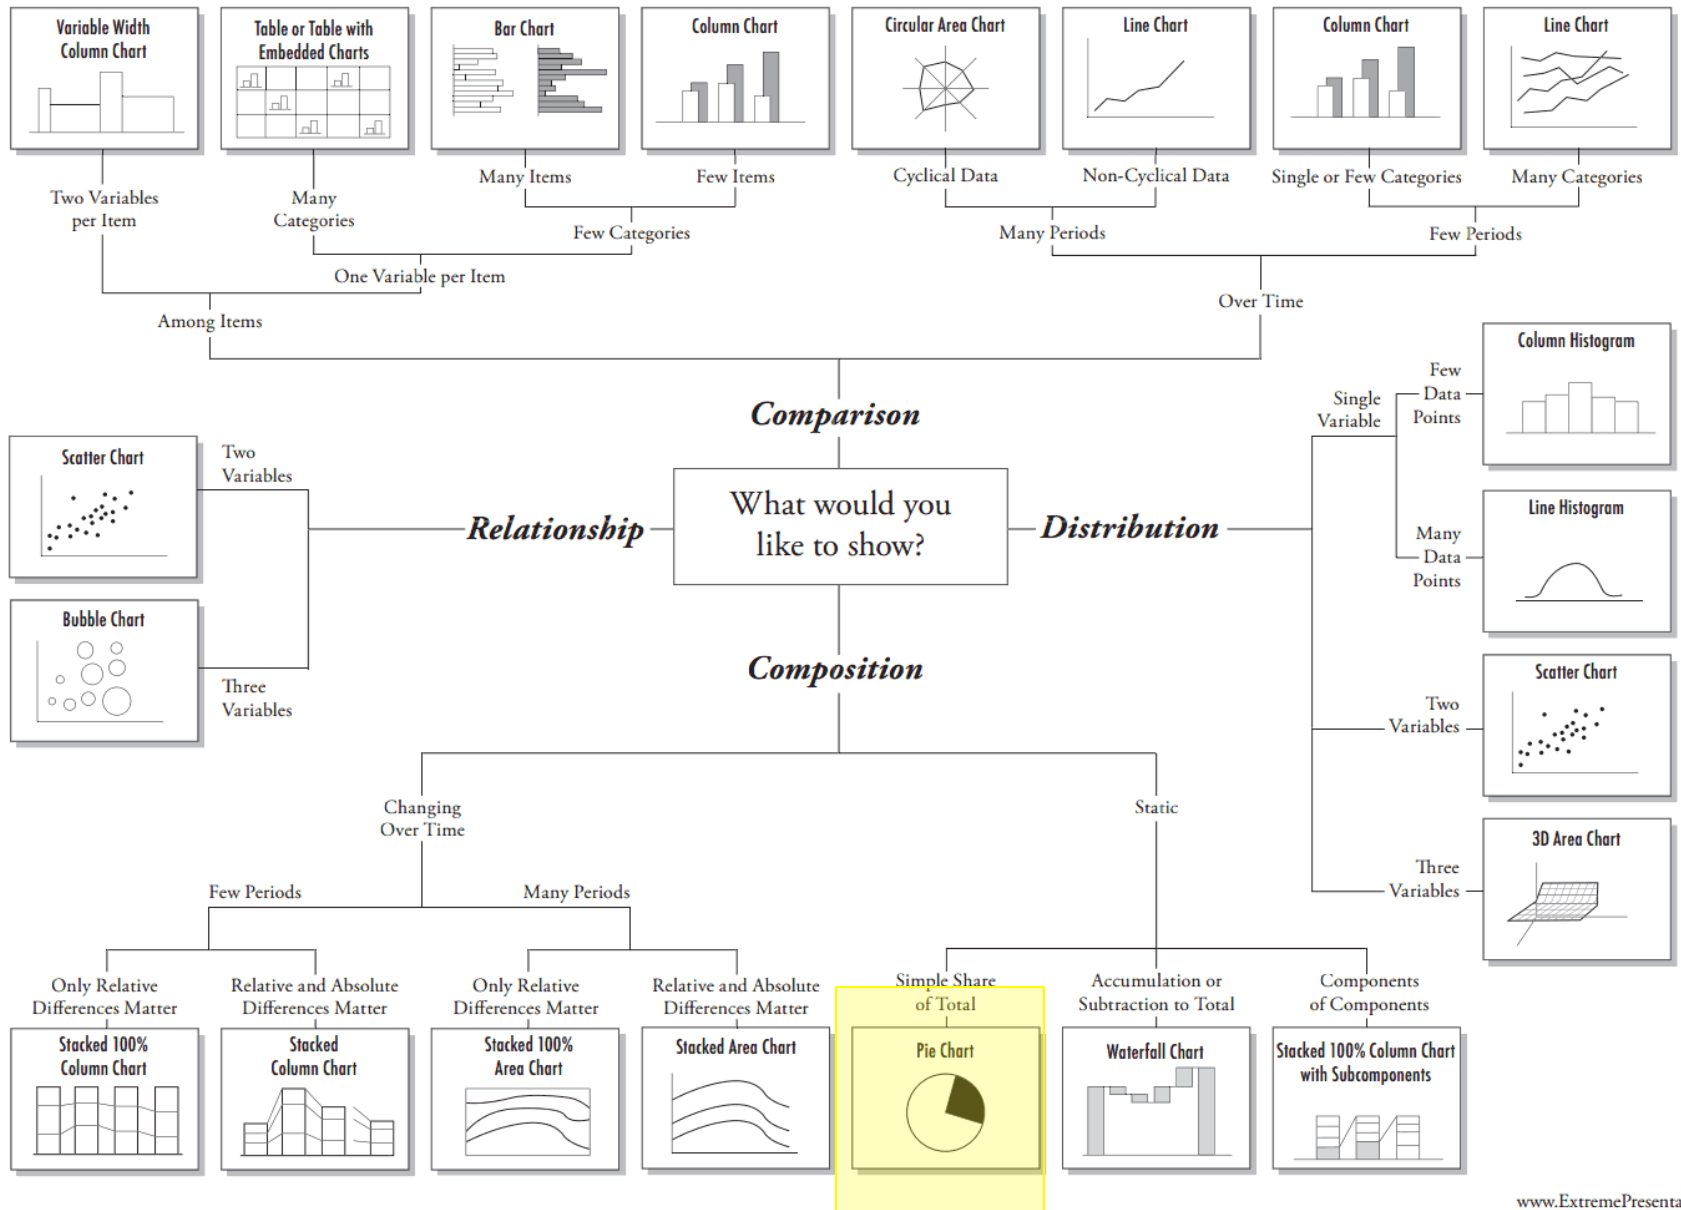 Variable Width
Column Chart
Table or Table with
Embedded Charts
Bar Chart
Column Chart
Circular Area Chart
Line Chart
Column Chart
Line Chart
Two Variables
per Item
Many
Categories
Many Items
Few Items
Cyclical Data
Non-Cyclical Data
Single or Few Categories
Many Categories
Few Categories
Many Periods
Few Periods
One Variable per Item
Over Time
Among Items
Comparison
Relationship
What would you
like to show?
Distribution
Composition
Scatter Chart
Two
Variables
Bubble Chart
Three
Variables
Single
Variable
Few
Data
Points
Column Histogram
Many
Data
Points
Line Histogram
Two
Variables
Scatter Chart
Three
Variables
3D Area Chart
Changing
Over Time
Static
Few Periods
Many Periods
Only Relative
Differences Matter
Relative and Absolute
Differences Matter
Only Relative
Differences Matter
Relative and Absolute
Differences Matter
Simple Share
of Total
Accumulation or
Subtraction to Total
Components
of Components
Stacked 100%
Column Chart
Stacked
Column Chart
Stacked 100%
Area Chart
Stacked Area Chart
Pie Chart
Waterfall Chart
Stacked 100% Column Chart
with Subcomponents
www.ExtremePresenta